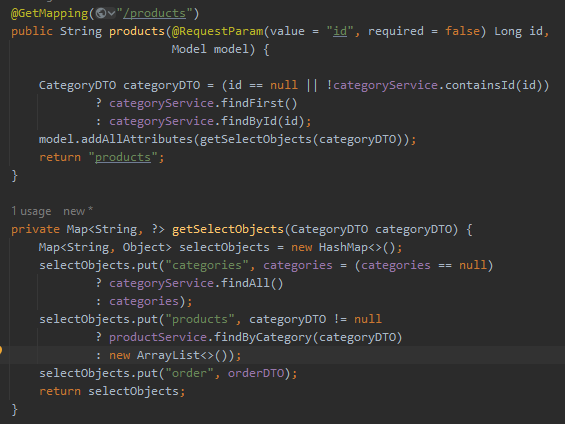 @GetMapping("/products")
public String products(@RequestParam(value = "id", required = false) Long id,
                       Model model) {
    CategoryDTO categoryDTO = (id == null || !categoryService.containsId(id))
            ? categoryService.findFirst()
            : categoryService.findById(id);
    model.addAllAttributes(getSelectObjects(categoryDTO));
    return "products";
}
1 usage   new *
private Map<String, ?> getSelectObjects(CategoryDTO categoryDTO) {
    Map<String, Object> selectObjects = new HashMap<>();
    selectObjects.put("categories", categories = (categories == null)
            ? categoryService.findAll()
            : categories);
    selectObjects.put("products", categoryDTO != null
            ? productService.findByCategory(categoryDTO)
            : new ArrayList<>());
    selectObjects.put("order", orderDTO);
    return selectObjects;
}